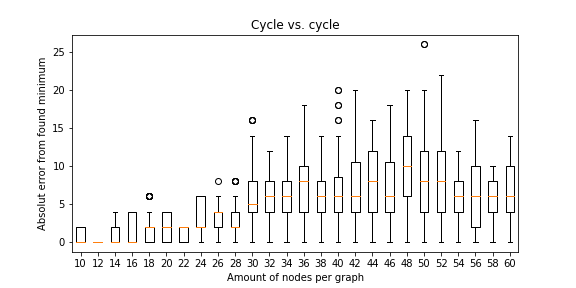 Cycle vs. cycle
Absolut error from found minimum
25
20
15
10
5
0
10 12 14 16 18 20 22 24 26 28 30 32 34 36 38 40 42 44 46 48 50 52 54 56 58 60
Amount of nodes per graph